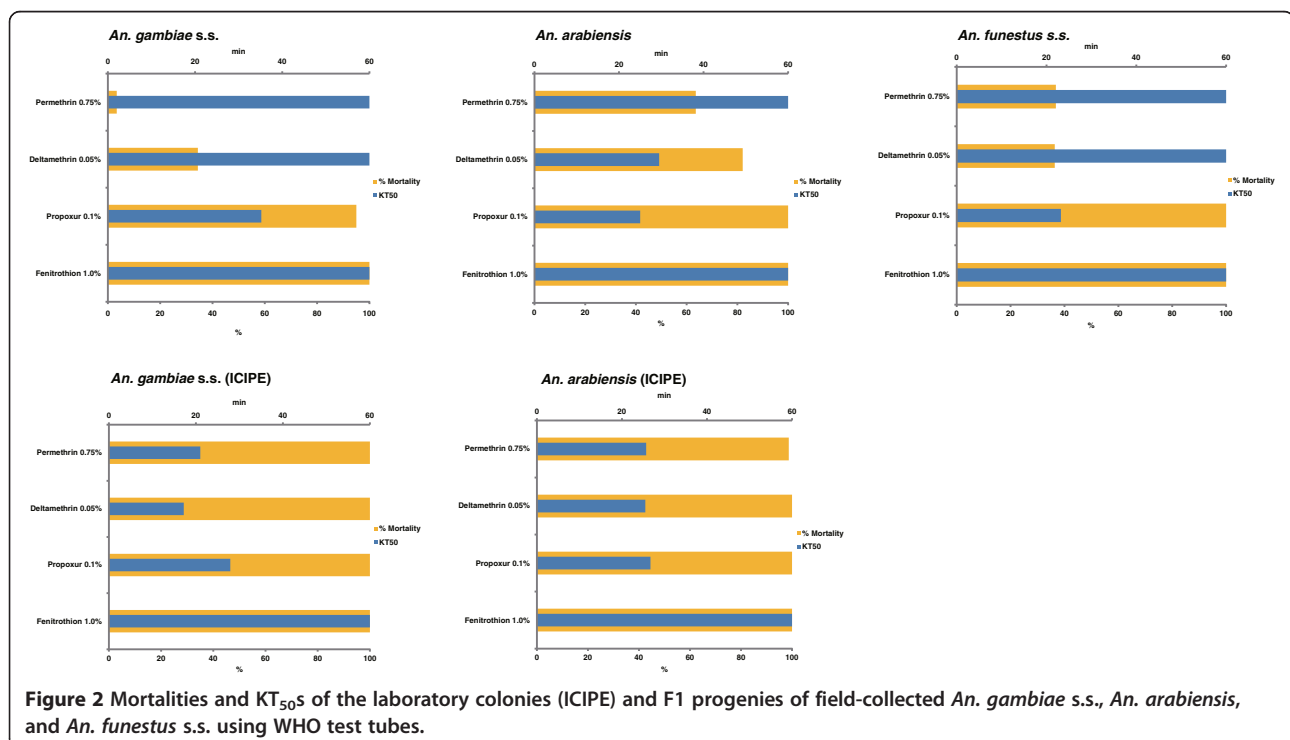 An. gambiae s.s.
min
0 20 40 60
Permethrin 0.75%
Deltamethrin 0.05%
Propoxur 0.1%
Fenitrothion 1.0%
% Mortality
KT50
0 20 40 60 80 100
%
An. arabiensis
min
0 20 40 60
Permethrin 0.75%
Deltamethrin 0.05%
Propoxur 0.1%
Fenitrothion 1.0%
% Mortality
KT50
0 20 40 60 80 100
%
An. funestus s.s.
min
0 20 40 60
Permethrin 0.75%
Deltamethrin 0.05%
Propoxur 0.1%
Fenitrothion 1.0%
% Mortality
KT50
0 20 40 60 80 100
%
An. gambiae s.s. (ICIPE)
min
0 20 40 60
Permethrin 0.75%
Deltamethrin 0.05%
Propoxur 0.1%
Fenitrothion 1.0%
% Mortality
KT50
0 20 40 60 80 100
%
An. arabiensis (ICIPE)
min
0 20 40 60
Permethrin 0.75%
Deltamethrin 0.05%
Propoxur 0.1%
Fenitrothion 1.0%
% Mortality
KT50
0 20 40 60 80 100
%
Figure 2 Mortalities and KT₅₀s of the laboratory colonies (ICIPE) and F1 progenies of field-collected An. gambiae s.s., An. arabiensis,
and An. funestus s.s. using WHO test tubes.